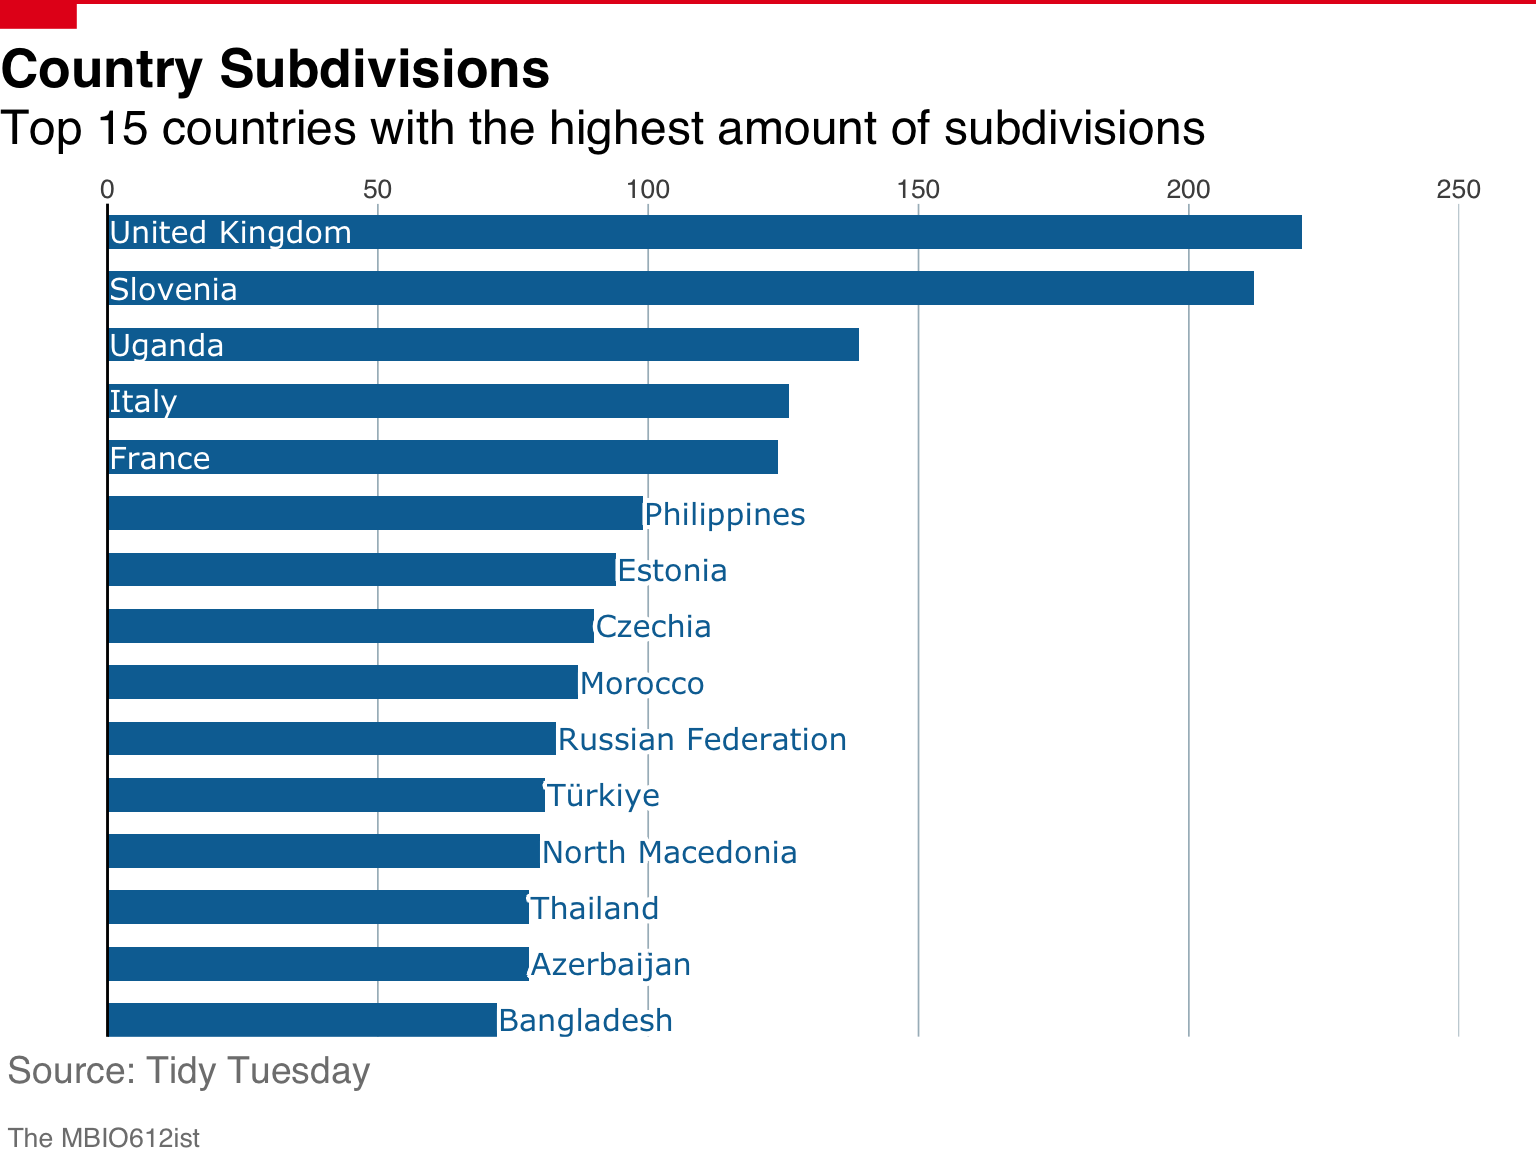 Country Subdivisions
Top 15 countries with the highest amount of subdivisions
0 50 100 150 200 250
United Kingdom
Slovenia
Uganda
Italy
France
Philippines
Estonia
Czechia
Morocco
Russian Federation
Türkiye
North Macedonia
Thailand
Azerbaijan
Bangladesh
Source: Tidy Tuesday
The MBIO612ist